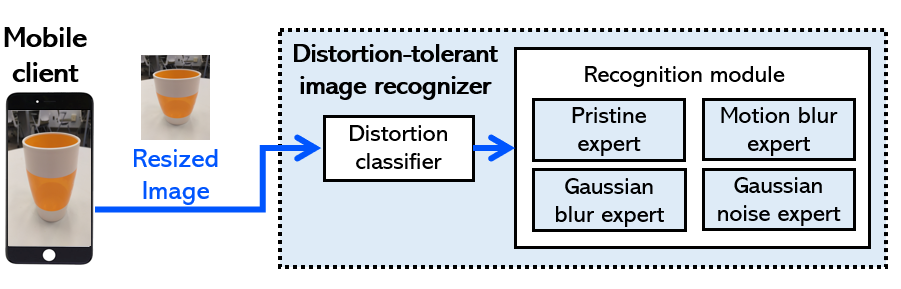 Mobile
client
Resized
Image
Distortion-tolerant
image recognizer
Distortion
classifier
Recognition module
Pristine
expert
Motion blur
expert
Gaussian
blur expert
Gaussian
noise expert